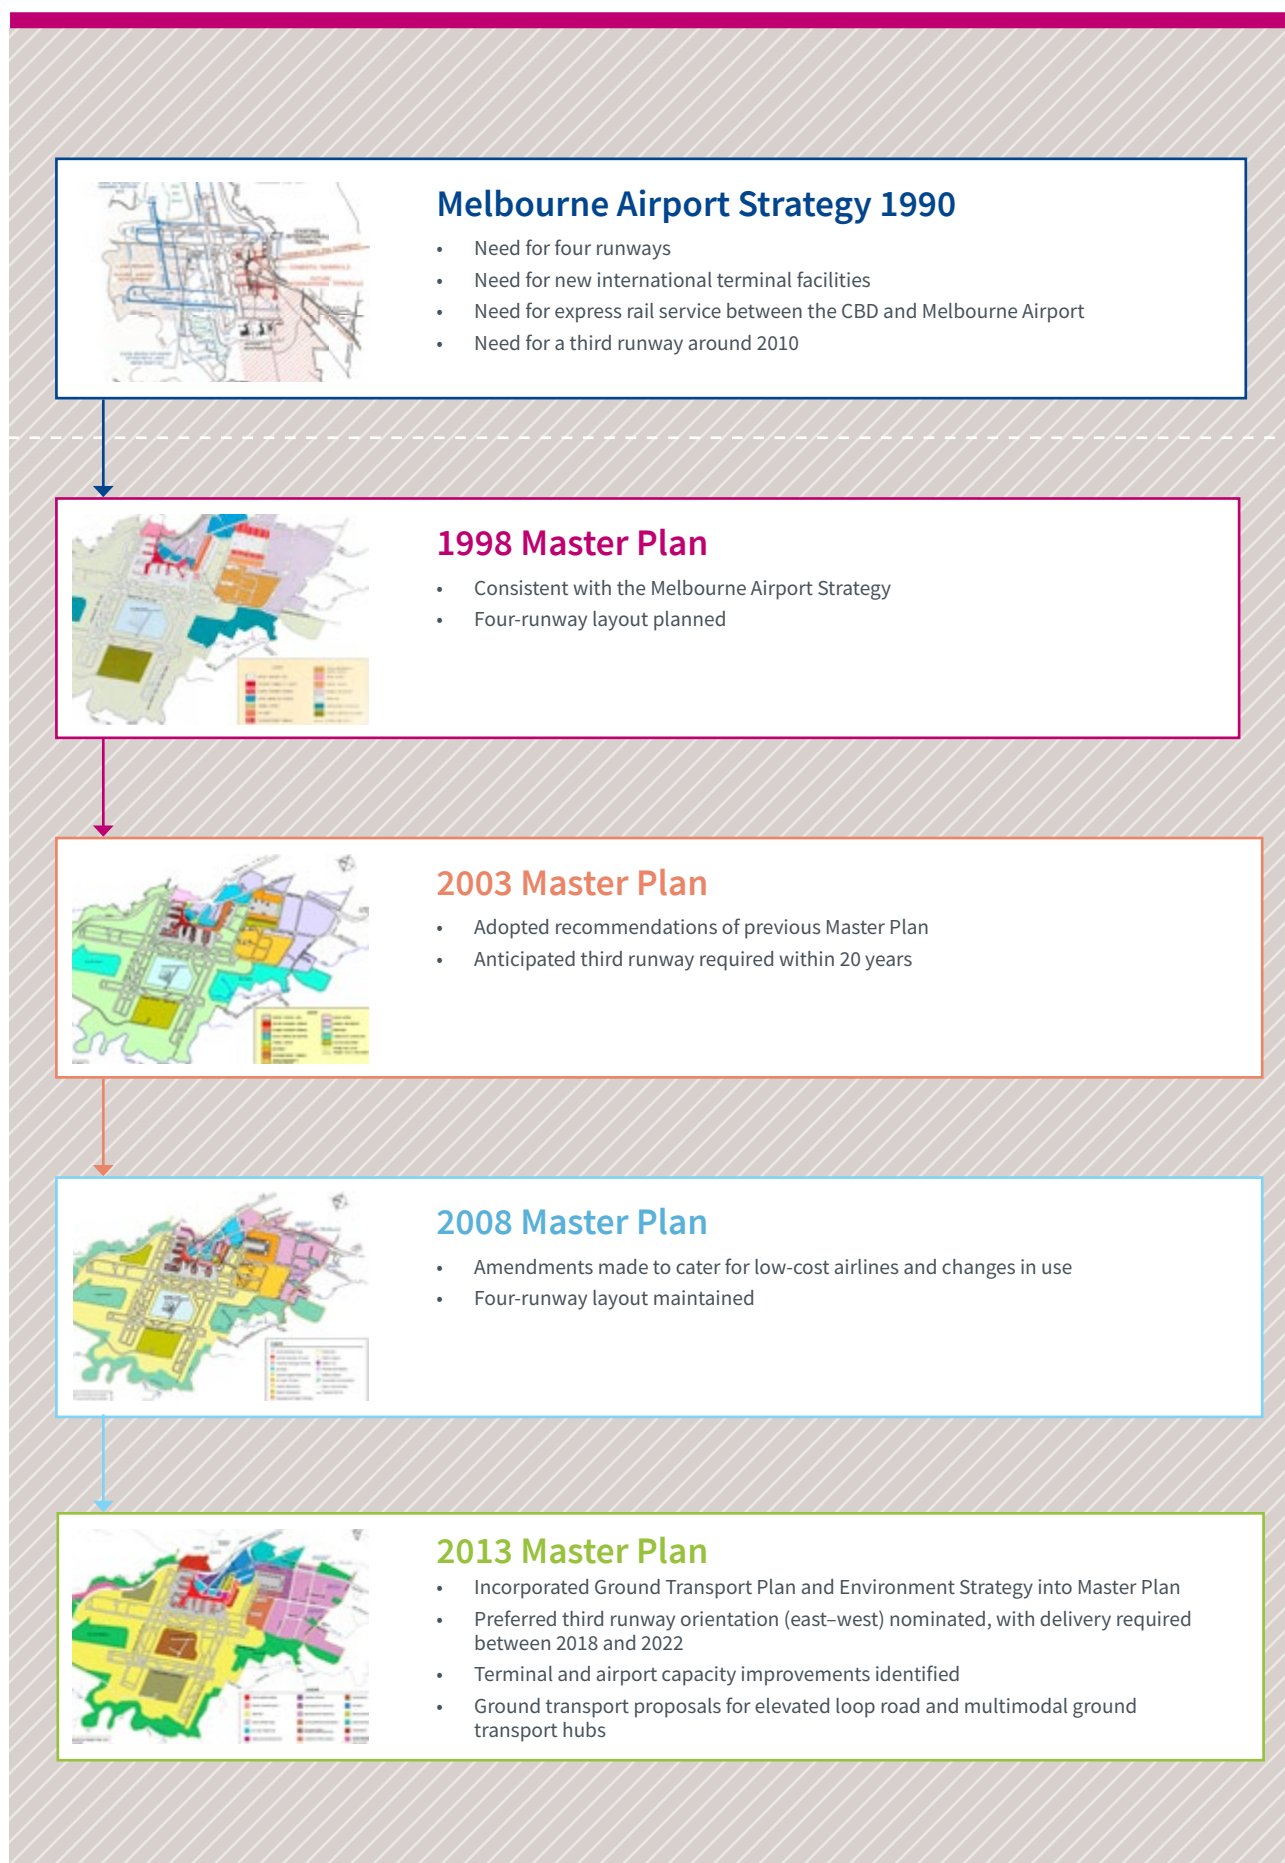 Melbourne Airport Strategy 1990
• Need for four runways
• Need for new international terminal facilities
• Need for express rail service between the CBD and Melbourne Airport
• Need for a third runway around 2010
1998 Master Plan
• Consistent with the Melbourne Airport Strategy
• Four-runway layout planned
2003 Master Plan
• Adopted recommendations of previous Master Plan
• Anticipated third runway required within 20 years
2008 Master Plan
• Amendments made to cater for low-cost airlines and changes in use
• Four-runway layout maintained
2013 Master Plan
• Incorporated Ground Transport Plan and Environment Strategy into Master Plan
• Preferred third runway orientation (east–west) nominated, with delivery required
between 2018 and 2022
• Terminal and airport capacity improvements identified
• Ground transport proposals for elevated loop road and multimodal ground
transport hubs